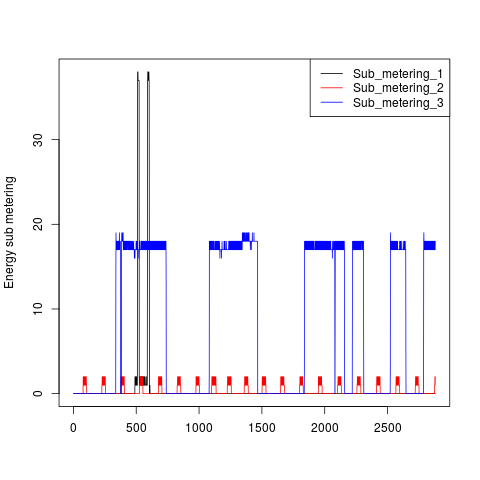 Sub_metering_1
Sub_metering_2
Sub_metering_3
Energy sub metering
30
20
10
0
0 500 1000 1500 2000 2500